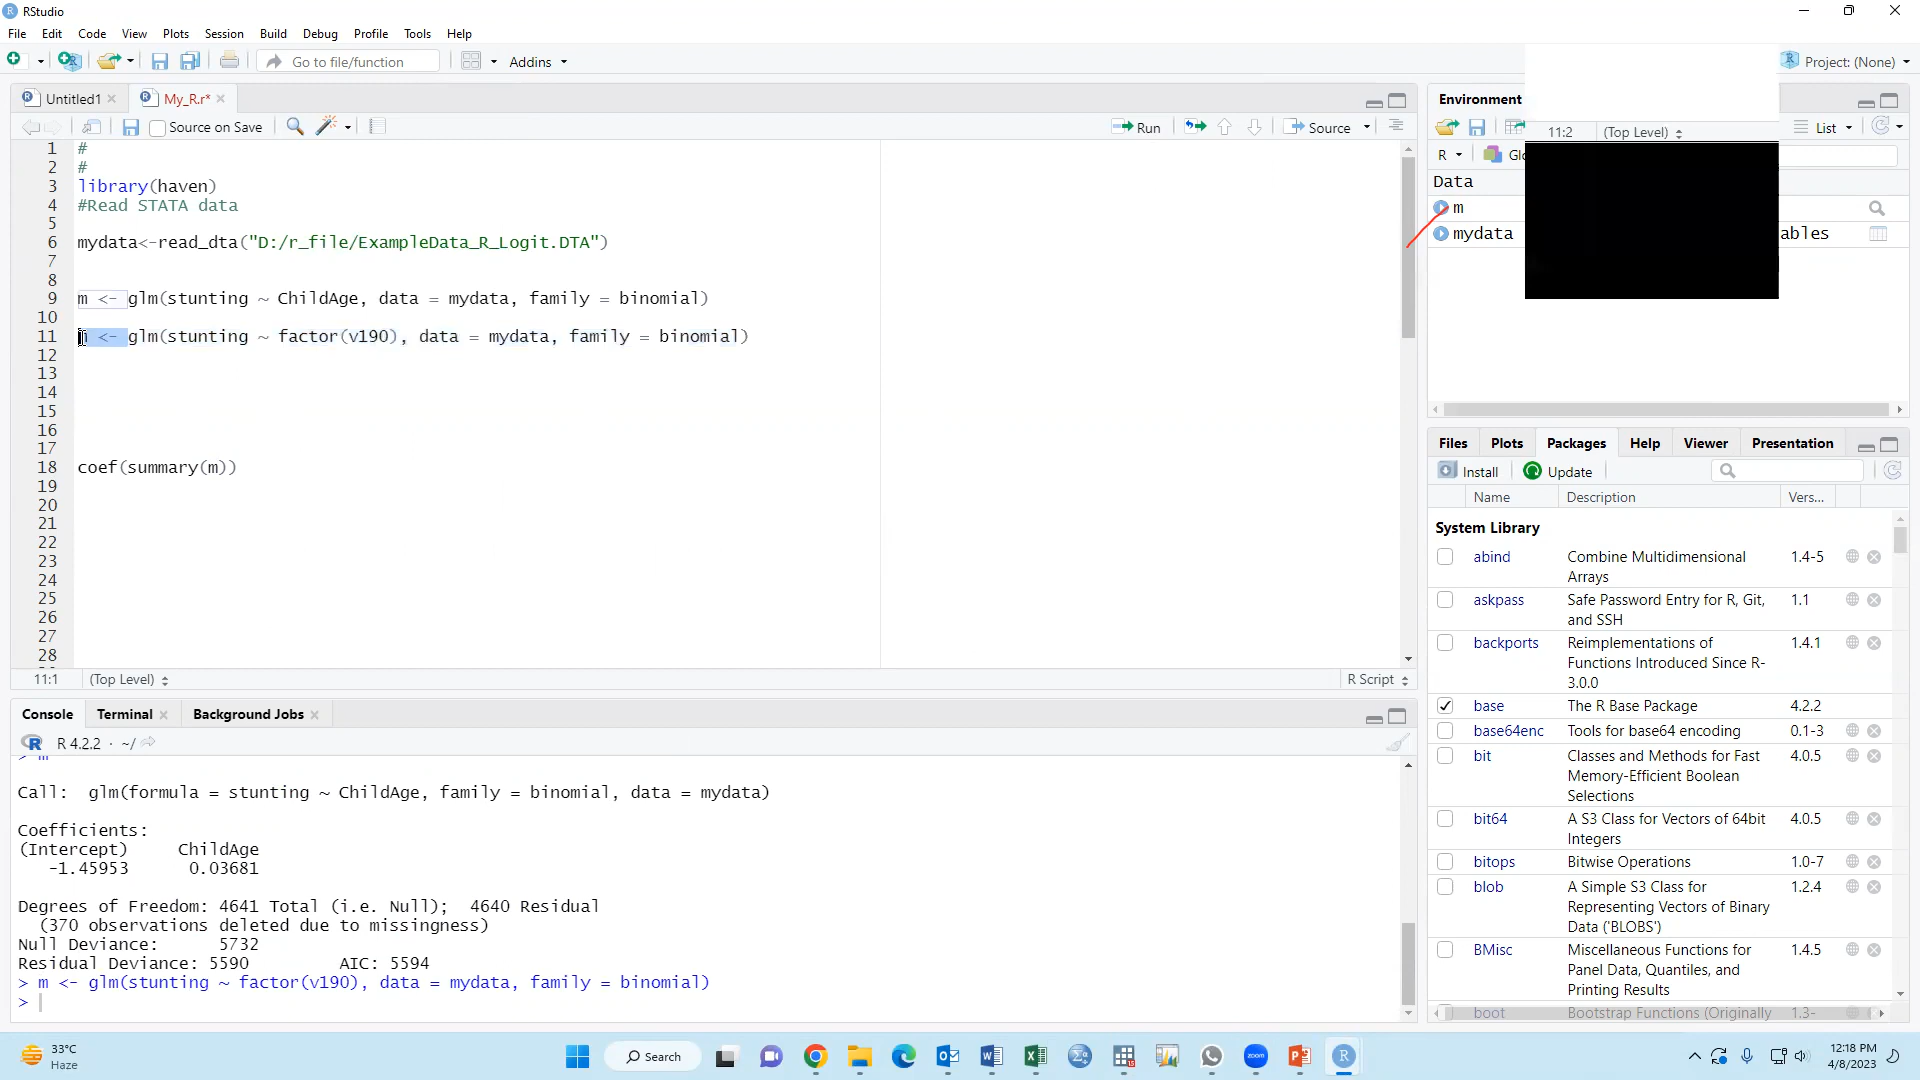 RStudio
File Edit Code View Plots Session Build Debug Profile Tools Help
Go to file/function Addins Project: (None)
Untitled1 My_R.r*
Source on Save Run Source
1 #
2 #
3 library(haven)
4 #Read STATA data
5
6 mydata<-read_dta("D:/r_file/ExampleData_R_Logit.DTA")
7
8
9 m <- glm(stunting ~ ChildAge, data = mydata, family = binomial)
10
11 m <- glm(stunting ~ factor(v190), data = mydata, family = binomial)
12
13
14
15
16
17
18 coef(summary(m))
19
20
21
22
23
24
25
26
27
28
11:1 (Top Level) R Script
Console Terminal Background Jobs
R 4.2.2 · ~/
> m
Call: glm(formula = stunting ~ ChildAge, family = binomial, data = mydata)
Coefficients:
(Intercept) ChildAge
-1.45953 0.03681
Degrees of Freedom: 4641 Total (i.e. Null); 4640 Residual
(370 observations deleted due to missingness)
Null Deviance: 5732
Residual Deviance: 5590 AIC: 5594
> m <- glm(stunting ~ factor(v190), data = mydata, family = binomial)
>
Environment
11:2 (Top Level)
List
R
Data
m
mydata ables
Files Plots Packages Help Viewer Presentation
Install Update
Name Description Vers...
System Library
abind Combine Multidimensional 1.4-5
Arrays
askpass Safe Password Entry for R, Git, 1.1
and SSH
backports Reimplementations of 1.4.1
Functions Introduced Since R-
3.0.0
base The R Base Package 4.2.2
base64enc Tools for base64 encoding 0.1-3
bit Classes and Methods for Fast 4.0.5
Memory-Efficient Boolean
Selections
bit64 A S3 Class for Vectors of 64bit 4.0.5
Integers
bitops Bitwise Operations 1.0-7
blob A Simple S3 Class for 1.2.4
Representing Vectors of Binary
Data ('BLOBS')
BMisc Miscellaneous Functions for 1.4.5
Panel Data, Quantiles, and
Printing Results
boot Bootstrap Functions (Originally 1.3-
33°C
Haze
Search
12:18 PM
4/8/2023